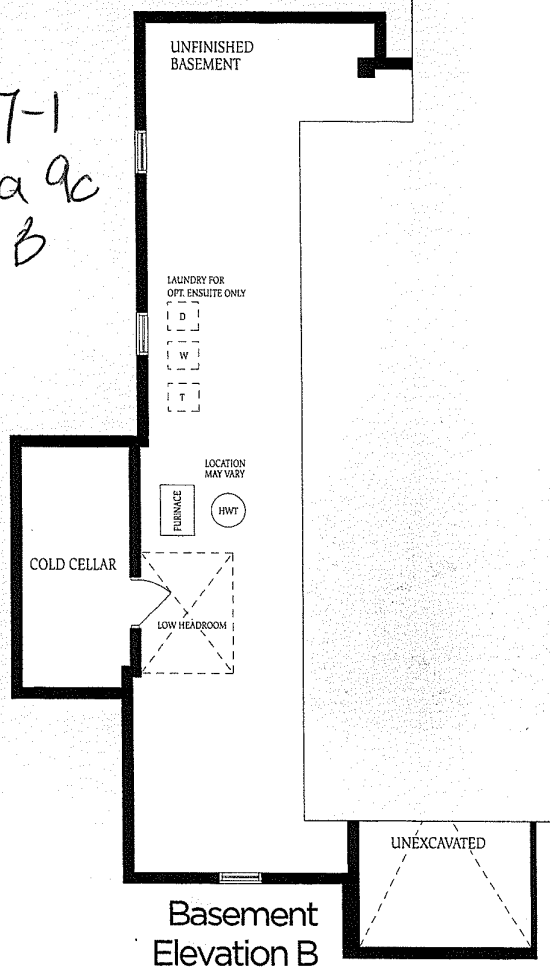 UNFINISHED
BASEMENT
7-1
a 9c
B
LAUNDRY FOR
OPT. ENSUITE ONLY
D
W
T
LOCATION
MAY VARY
FURNACE
HWT
COLD CELLAR
LOW HEADROOM
UNEXCAVATED
Basement
Elevation B